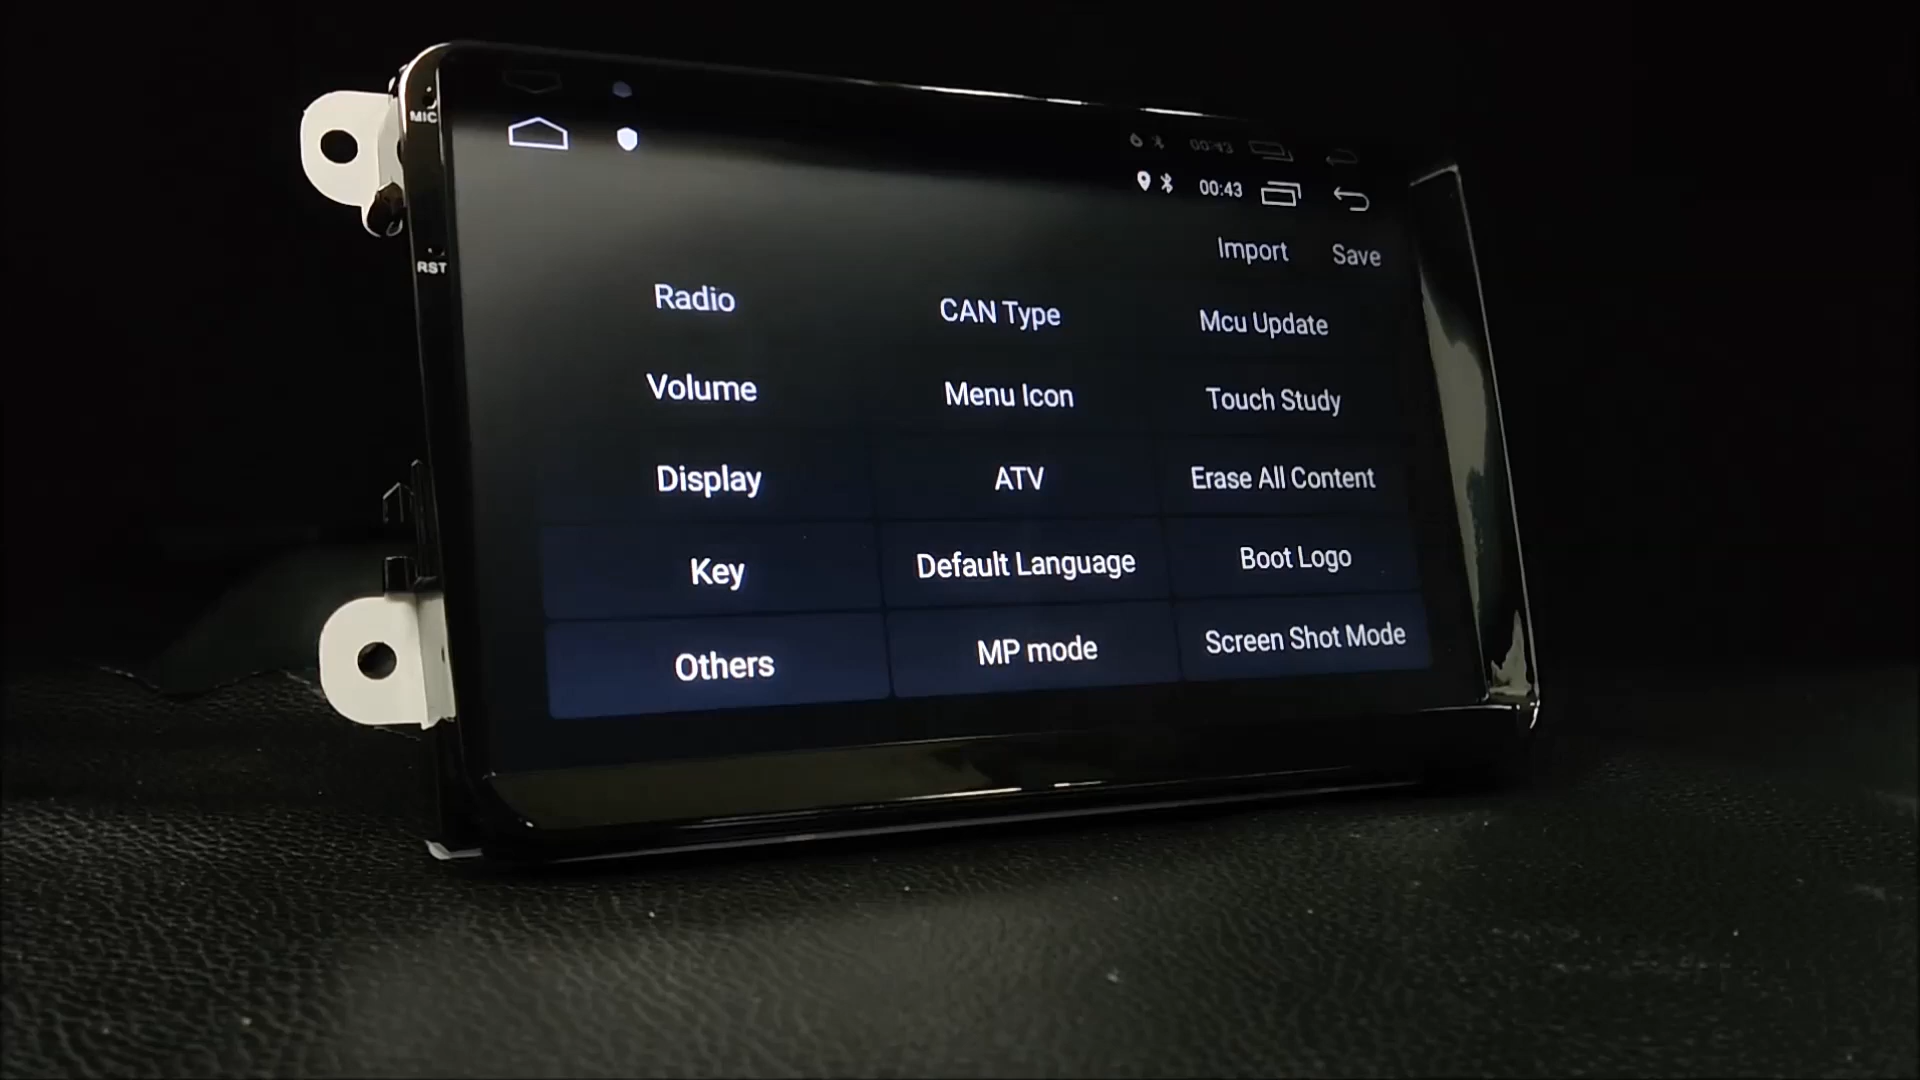 MIC
RST
00:43
Import Save
Radio CAN Type Mcu Update
Volume Menu Icon Touch Study
Display ATV Erase All Content
Key Default Language Boot Logo
Others MP mode Screen Shot Mode